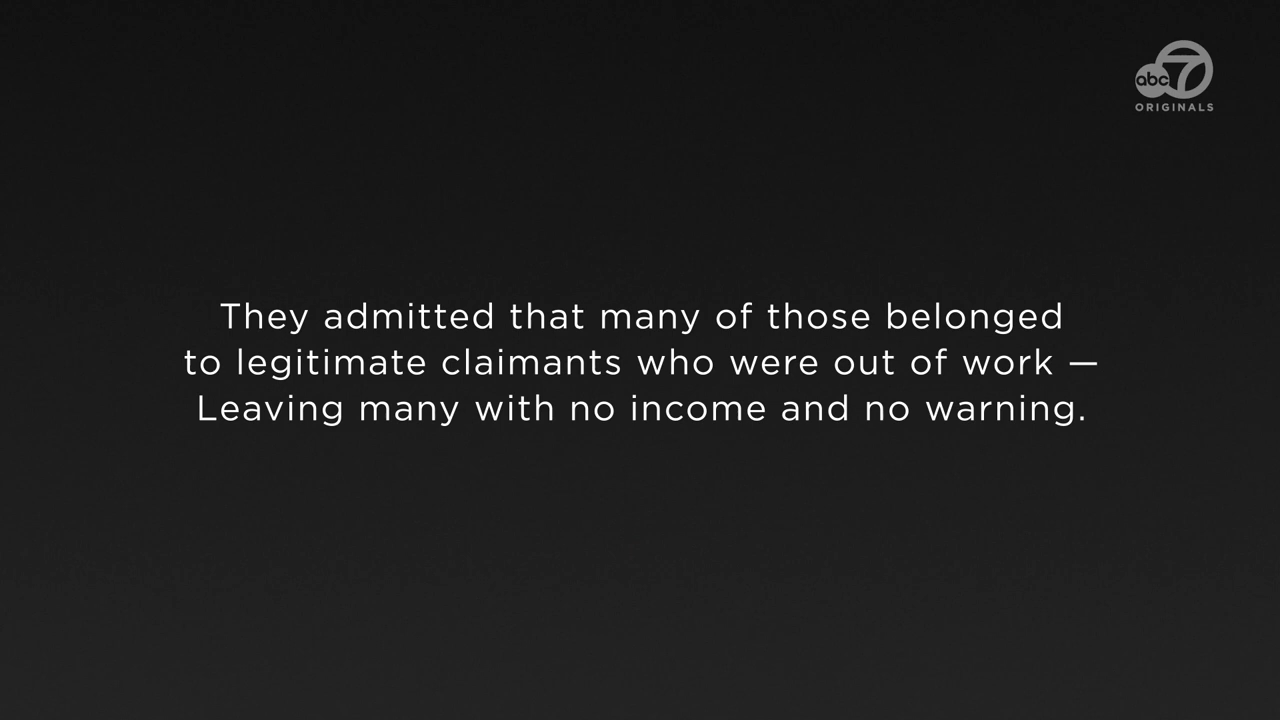 abc 7
ORIGINALS
They admitted that many of those belonged
to legitimate claimants who were out of work —
Leaving many with no income and no warning.